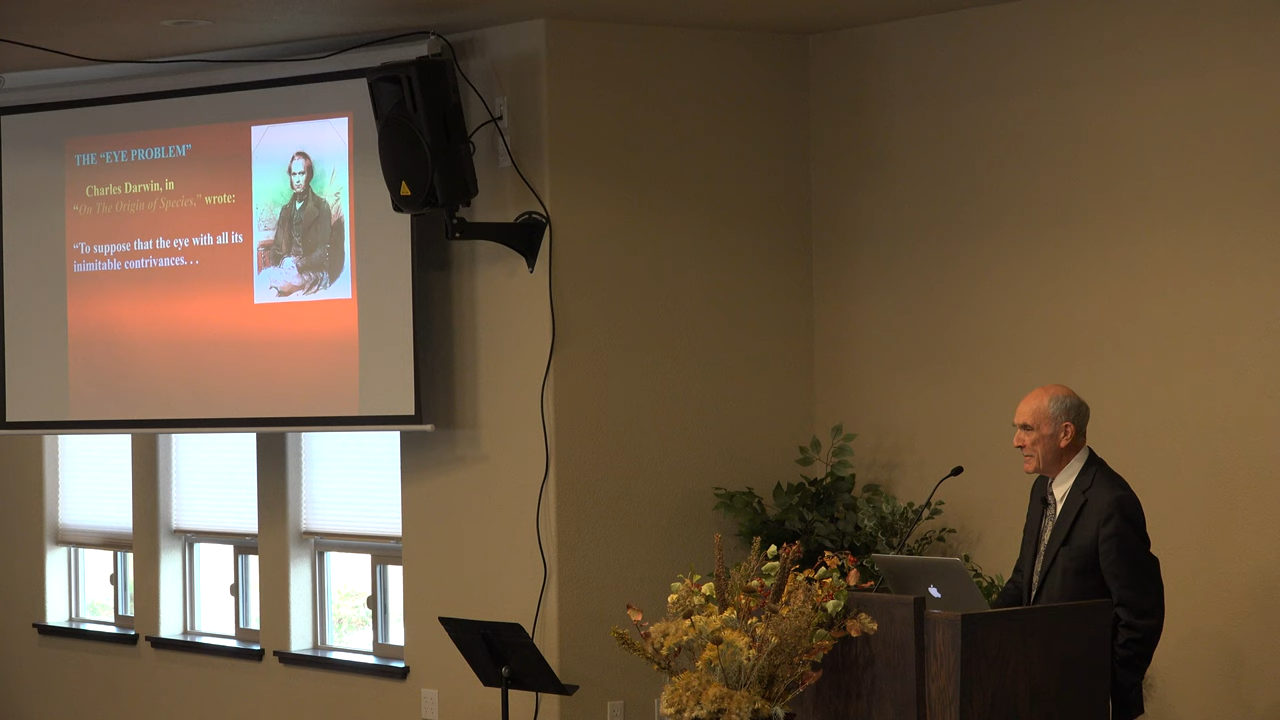 THE “EYE PROBLEM”
Charles Darwin, in
“On The Origin of Species,” wrote:
“To suppose that the eye with all its
inimitable contrivances. . .